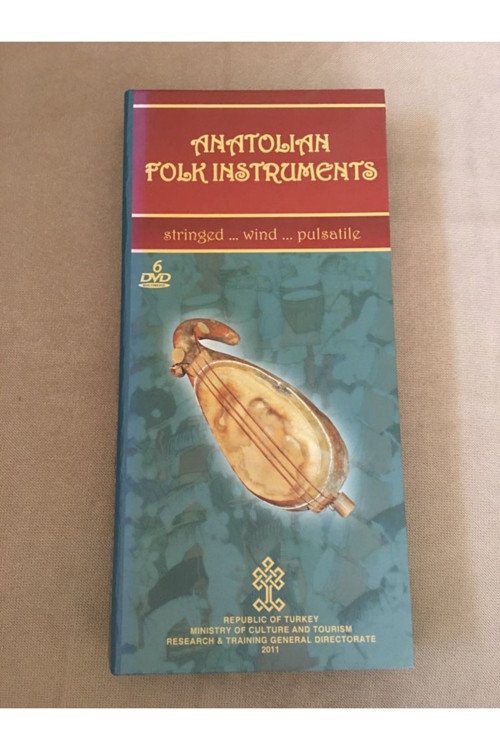 ANATOLIAN
FOLK INSTRUMENTS
stringed ... wind ... pulsatile
6
DVD
REPUBLIC OF TURKEY
MINISTRY OF CULTURE AND TOURISM
RESEARCH & TRAINING GENERAL DIRECTORATE
2011